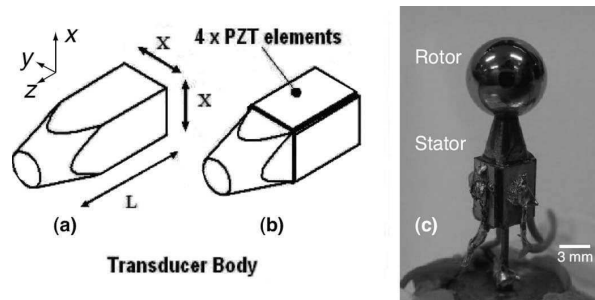 x
y
z
X
X
L
4 x PZT elements
(a)
(b)
Transducer Body
Rotor
Stator
(c)
3 mm